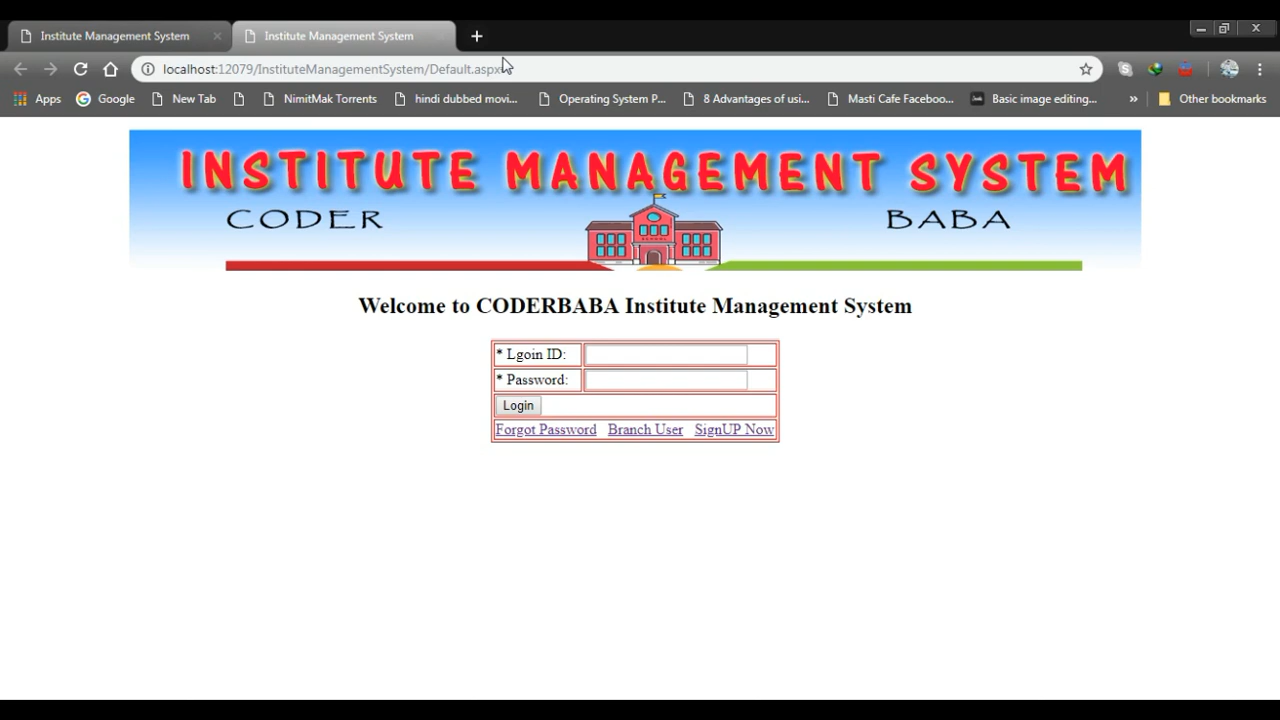 Institute Management System
Institute Management System
localhost:12079/InstituteManagementSystem/Default.aspx
Apps Google New Tab NimitMak Torrents hindi dubbed movi... Operating System P... 8 Advantages of usi... Masti Cafe Faceboo... Basic image editing... » Other bookmarks
INSTITUTE MANAGEMENT SYSTEM
CODER BABA
SCHOOL
Welcome to CODERBABA Institute Management System
* Lgoin ID:
* Password:
Login
Forgot Password Branch User SignUP Now